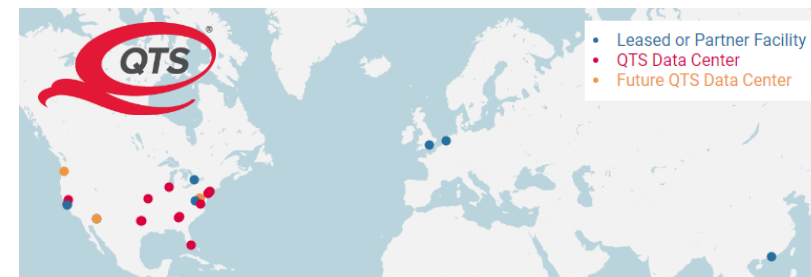 QTS®
Leased or Partner Facility
QTS Data Center
Future QTS Data Center